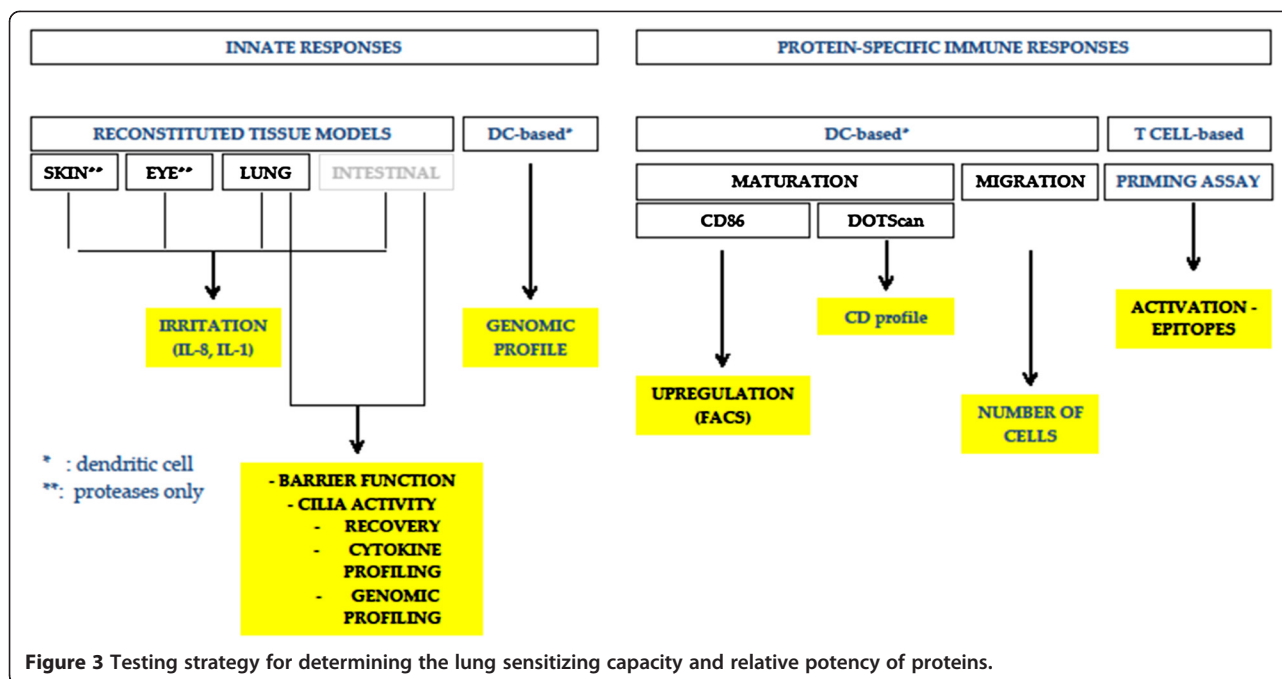 INNATE RESPONSES
PROTEIN-SPECIFIC IMMUNE RESPONSES
RECONSTITUTED TISSUE MODELS
DC-based*
DC-based*
T CELL-based
SKIN**
EYE**
LUNG
INTESTINAL
MATURATION
MIGRATION
PRIMING ASSAY
CD86
DOTScan
IRRITATION
(IL-8, IL-1)
GENOMIC
PROFILE
CD profile
ACTIVATION -
EPITOPES
UPREGULATION
(FACS)
NUMBER OF
CELLS
* : dendritic cell
**: proteases only
- BARRIER FUNCTION
- CILIA ACTIVITY
- RECOVERY
- CYTOKINE
PROFILING
- GENOMIC
PROFILING
Figure 3 Testing strategy for determining the lung sensitizing capacity and relative potency of proteins.